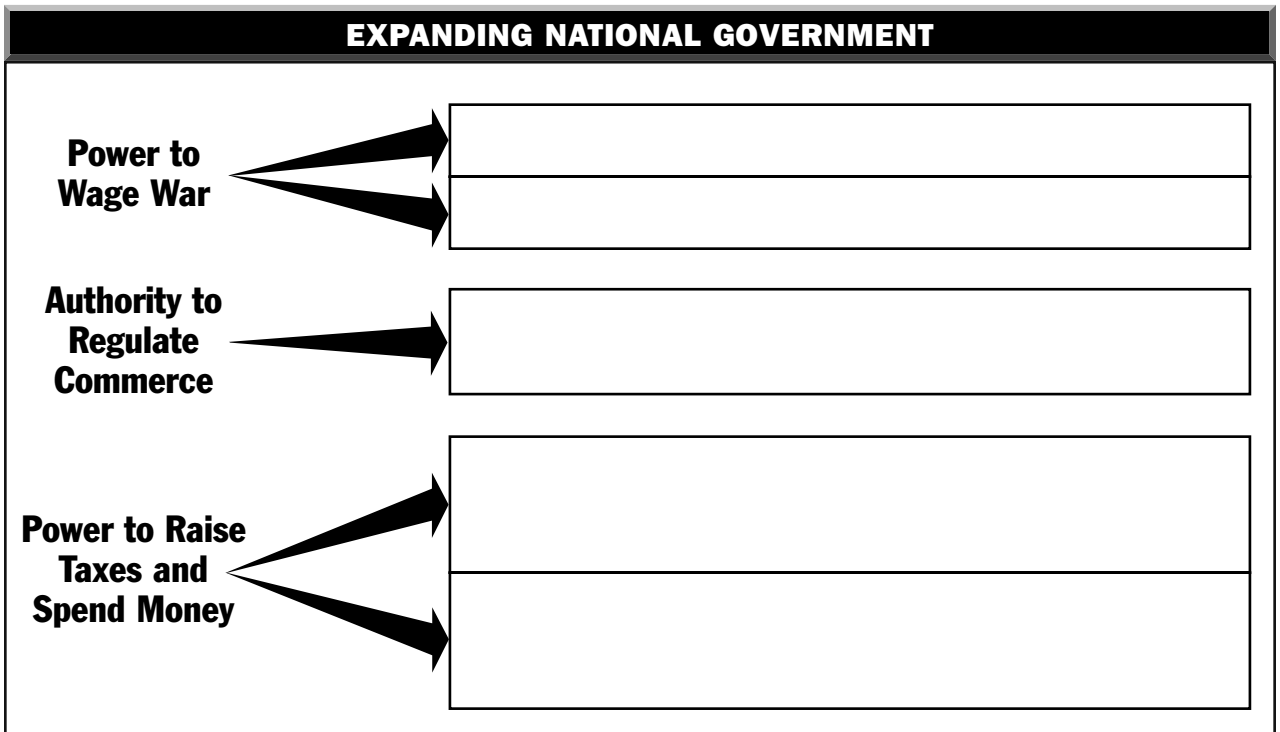 EXPANDING NATIONAL GOVERNMENT
Power to
Wage War
Authority to
Regulate
Commerce
Power to Raise
Taxes and
Spend Money